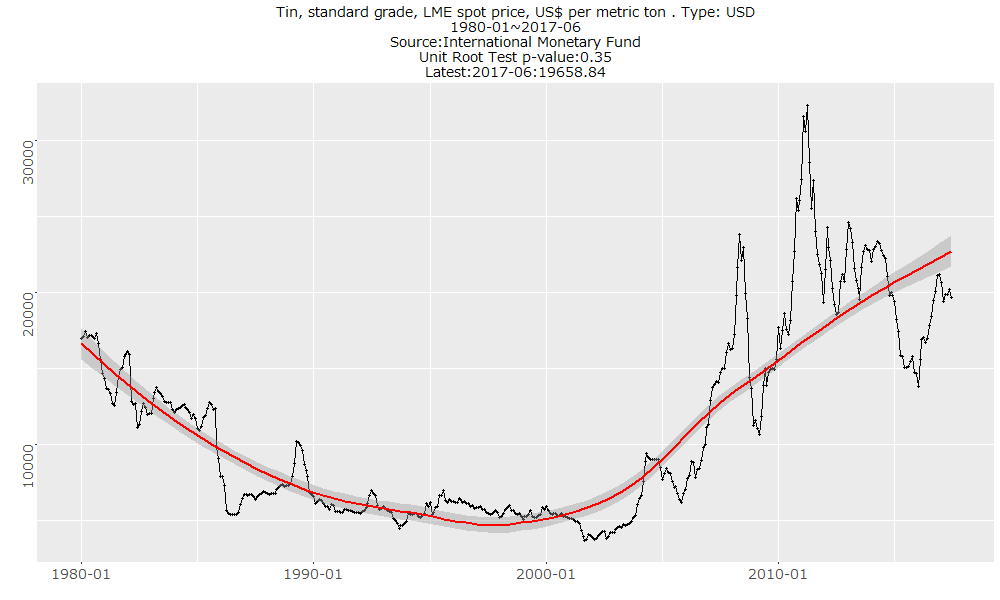 Tin, standard grade, LME spot price, US$ per metric ton . Type: USD
1980-01~2017-06
Source:International Monetary Fund
Unit Root Test p-value:0.35
Latest:2017-06:19658.84
30000
20000
10000
1980-01
1990-01
2000-01
2010-01